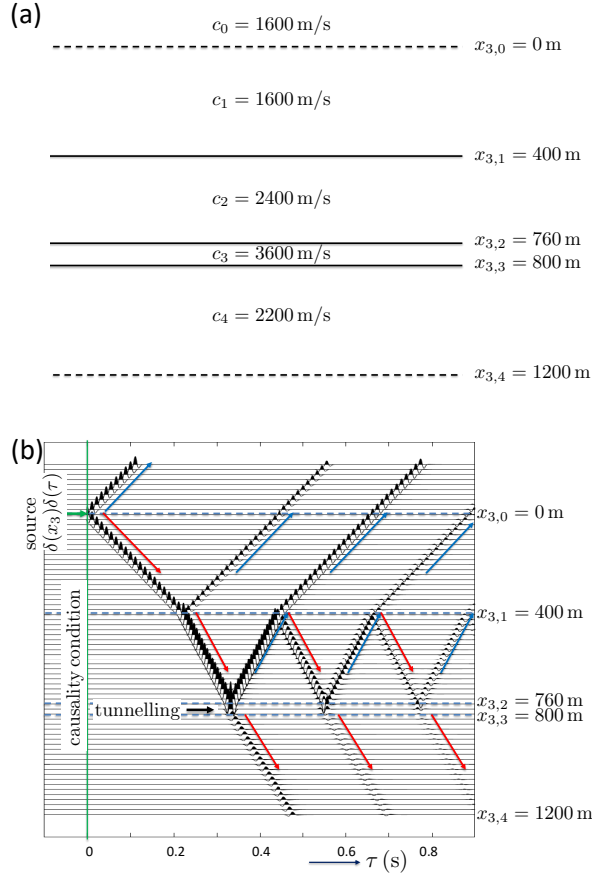 (a)
c₀ = 1600 m/s
x₃,₀ = 0 m
c₁ = 1600 m/s
x₃,₁ = 400 m
c₂ = 2400 m/s
x₃,₂ = 760 m
c₃ = 3600 m/s
x₃,₃ = 800 m
c₄ = 2200 m/s
x₃,₄ = 1200 m
(b)
source
δ(x₃)δ(τ)
x₃,₀ = 0 m
causality condition
x₃,₁ = 400 m
tunnelling
x₃,₂ = 760 m
x₃,₃ = 800 m
x₃,₄ = 1200 m
0 0.2 0.4 0.6 0.8
τ (s)